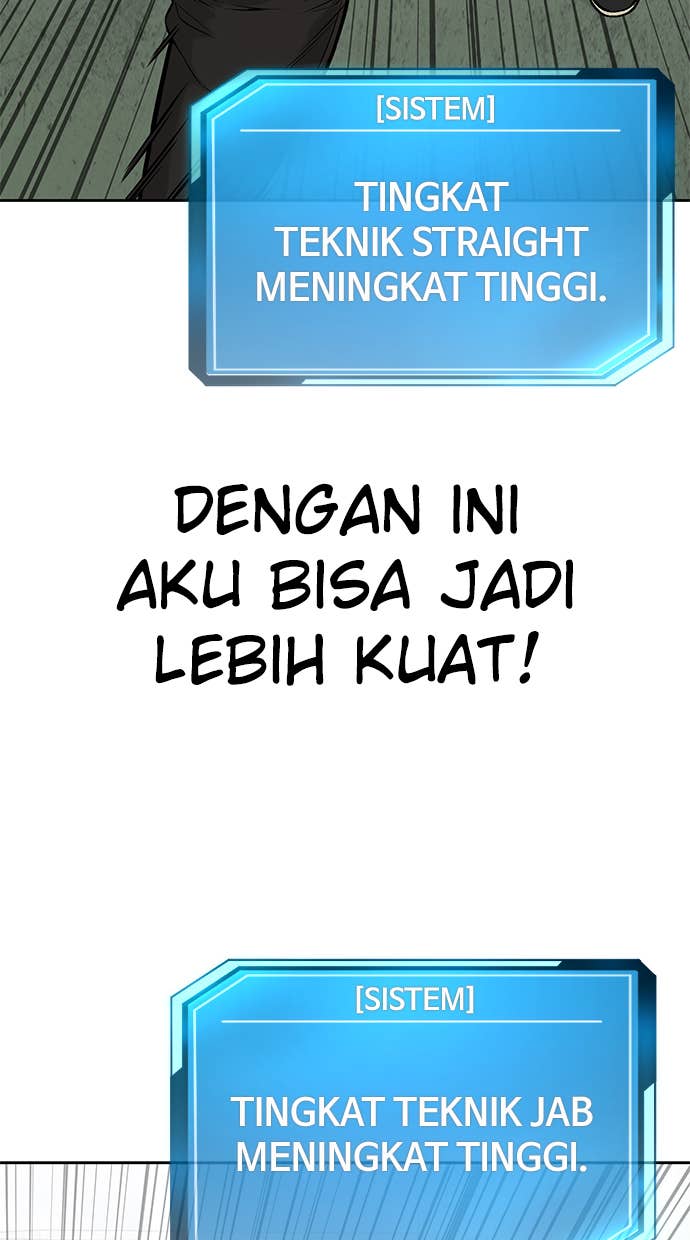 [SISTEM]
TINGKAT
TEKNIK STRAIGHT
MENINGKAT TINGGI.
DENGAN INI
AKU BISA JADI
LEBIH KUAT!
[SISTEM]
TINGKAT TEKNIK JAB
MENINGKAT TINGGI.